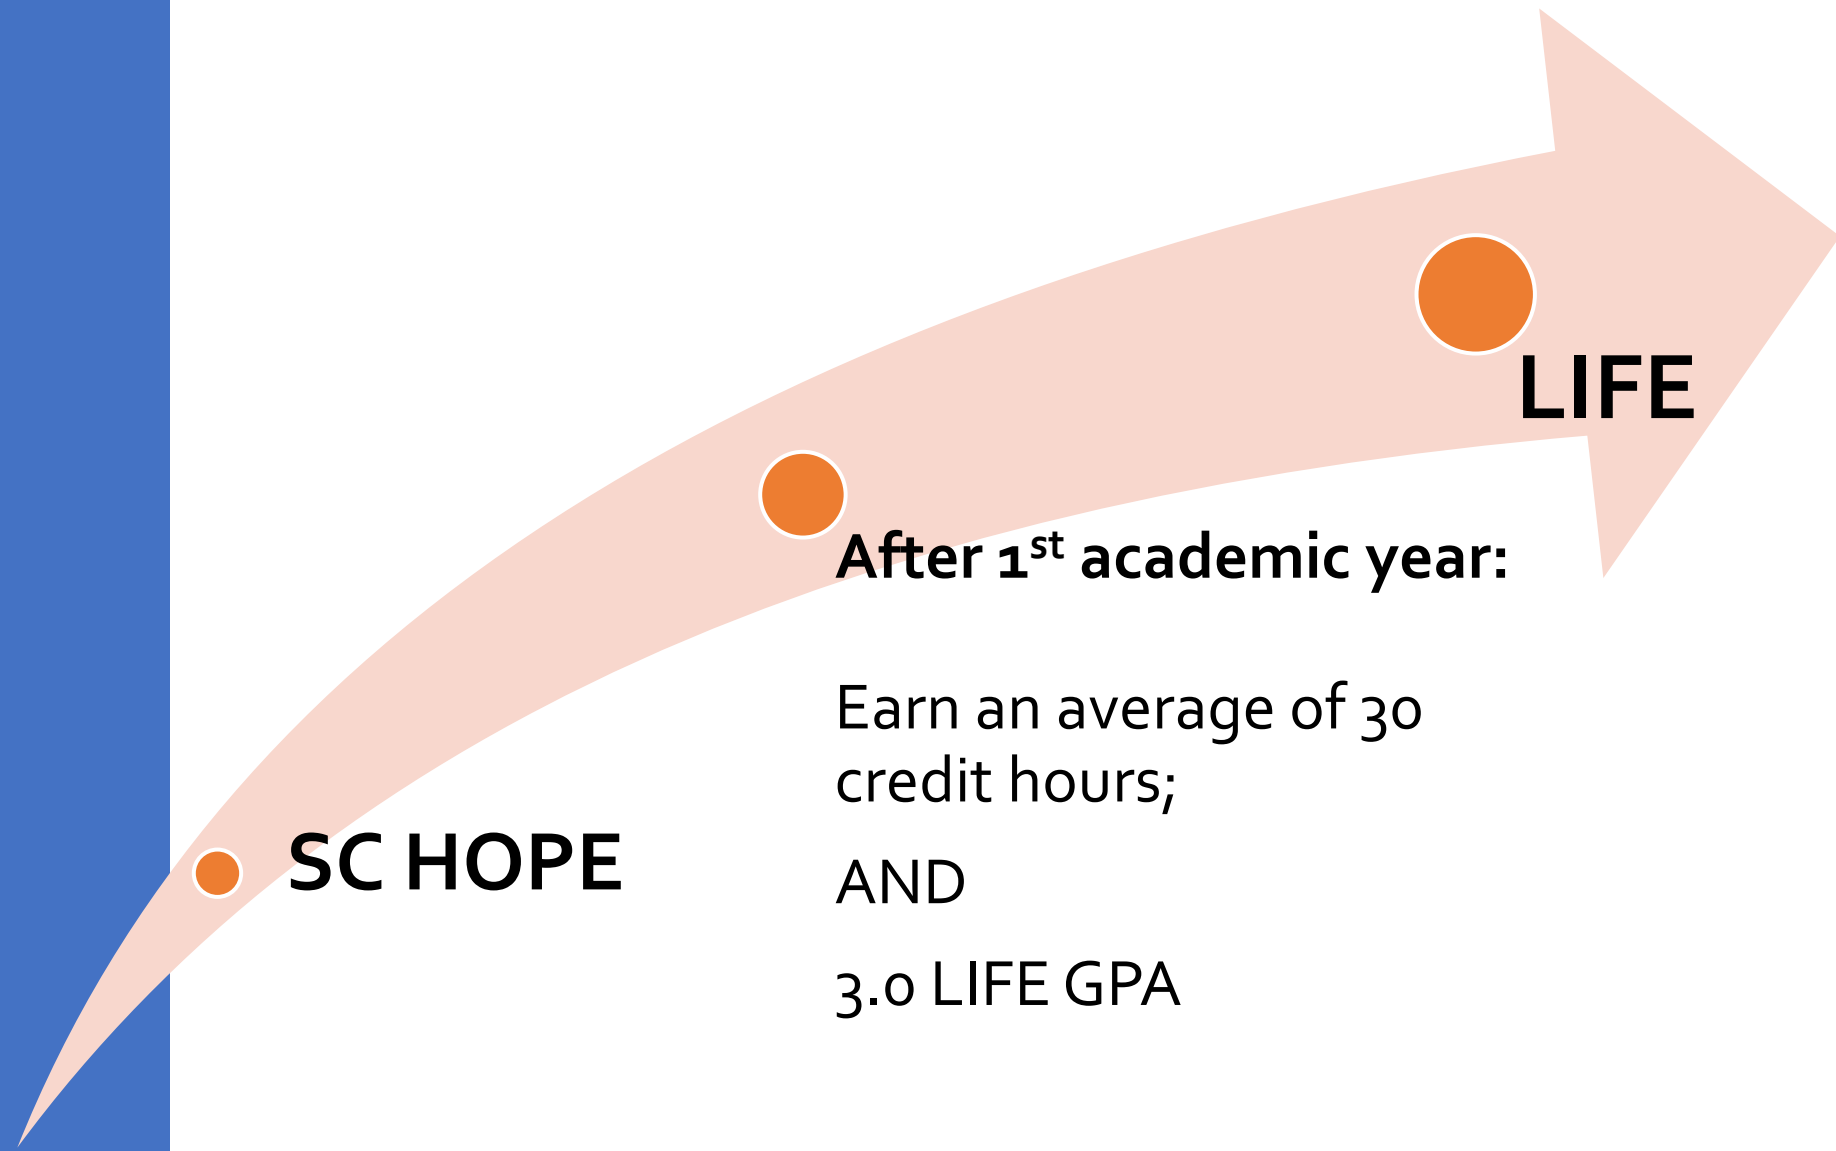 SC HOPE
After 1st academic year:
Earn an average of 30
credit hours;
AND
3.0 LIFE GPA
LIFE